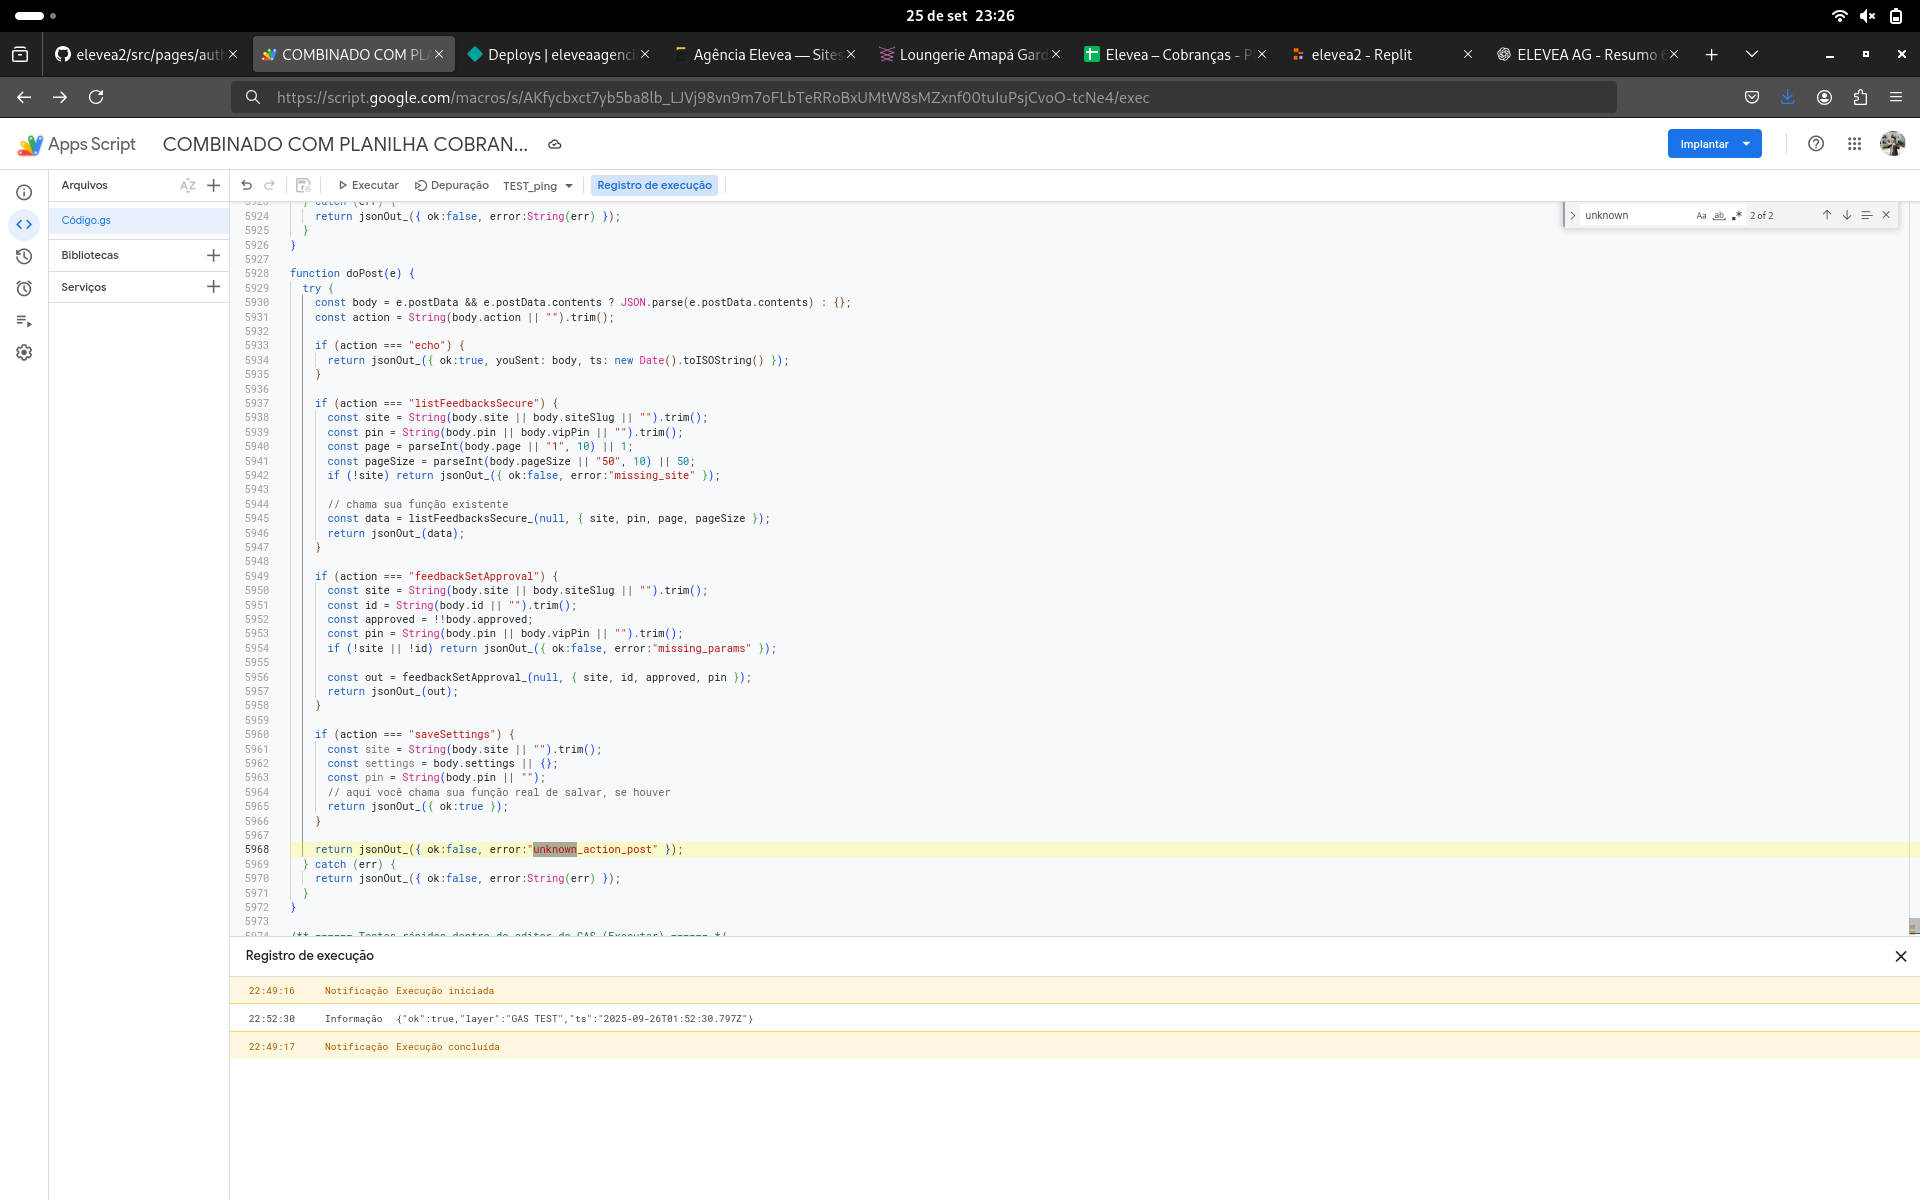 25 de set 23:26
elevea2/src/pages/aut
COMBINADO COM PL
Deploys | eleveaagenc
Agência Elevea — Sites
Loungerie Amapá Gard
Elevea – Cobranças - P
elevea2 - Replit
ELEVEA AG - Resumo
https://script.google.com/macros/s/AKfycbxct7yb5ba8lb_LJVj98vn9m7oFLbTeRRoBxUMtW8sMZxnf00tuIuPsjCvoO-tcNe4/exec
Apps Script
COMBINADO COM PLANILHA COBRAN...
Implantar
Arquivos
AZ
Executar
Depuração
TEST_ping
Registro de execução
Código.gs
Bibliotecas
Serviços
unknown
Aa
ab
2 of 2
5923 } catch (err) {
5924 return jsonOut_({ ok:false, error:String(err) });
5925 }
5926 }
5927
5928 function doPost(e) {
5929 try {
5930 const body = e.postData && e.postData.contents ? JSON.parse(e.postData.contents) : {};
5931 const action = String(body.action || "").trim();
5932
5933 if (action === "echo") {
5934 return jsonOut_({ ok:true, youSent: body, ts: new Date().toISOString() });
5935 }
5936
5937 if (action === "listFeedbacksSecure") {
5938 const site = String(body.site || body.siteSlug || "").trim();
5939 const pin = String(body.pin || body.vipPin || "").trim();
5940 const page = parseInt(body.page || "1", 10) || 1;
5941 const pageSize = parseInt(body.pageSize || "50", 10) || 50;
5942 if (!site) return jsonOut_({ ok:false, error:"missing_site" });
5943
5944 // chama sua função existente
5945 const data = listFeedbacksSecure_(null, { site, pin, page, pageSize });
5946 return jsonOut_(data);
5947 }
5948
5949 if (action === "feedbackSetApproval") {
5950 const site = String(body.site || body.siteSlug || "").trim();
5951 const id = String(body.id || "").trim();
5952 const approved = !!body.approved;
5953 const pin = String(body.pin || body.vipPin || "").trim();
5954 if (!site || !id) return jsonOut_({ ok:false, error:"missing_params" });
5955
5956 const out = feedbackSetApproval_(null, { site, id, approved, pin });
5957 return jsonOut_(out);
5958 }
5959
5960 if (action === "saveSettings") {
5961 const site = String(body.site || "").trim();
5962 const settings = body.settings || {};
5963 const pin = String(body.pin || "");
5964 // aqui você chama sua função real de salvar, se houver
5965 return jsonOut_({ ok:true });
5966 }
5967
5968 return jsonOut_({ ok:false, error:"unknown_action_post" });
5969 } catch (err) {
5970 return jsonOut_({ ok:false, error:String(err) });
5971 }
5972 }
5973
5974 /** ====== Testes rápidos dentro do editor do GAS (Executar) ====== */
Registro de execução
22:49:16 Notificação Execução iniciada
22:52:30 Informação {"ok":true,"layer":"GAS TEST","ts":"2025-09-26T01:52:30.797Z"}
22:49:17 Notificação Execução concluída